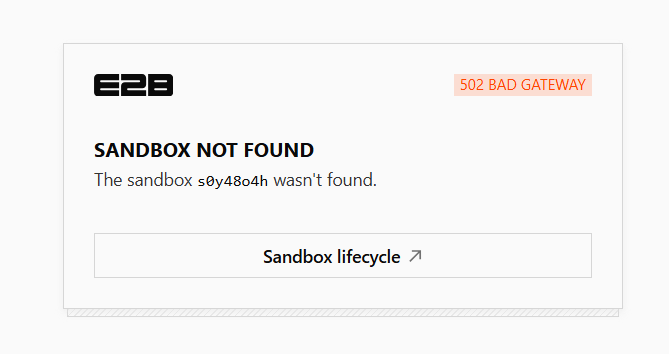 E2B
502 BAD GATEWAY
SANDBOX NOT FOUND
The sandbox s0y48o4h wasn't found.
Sandbox lifecycle ↗